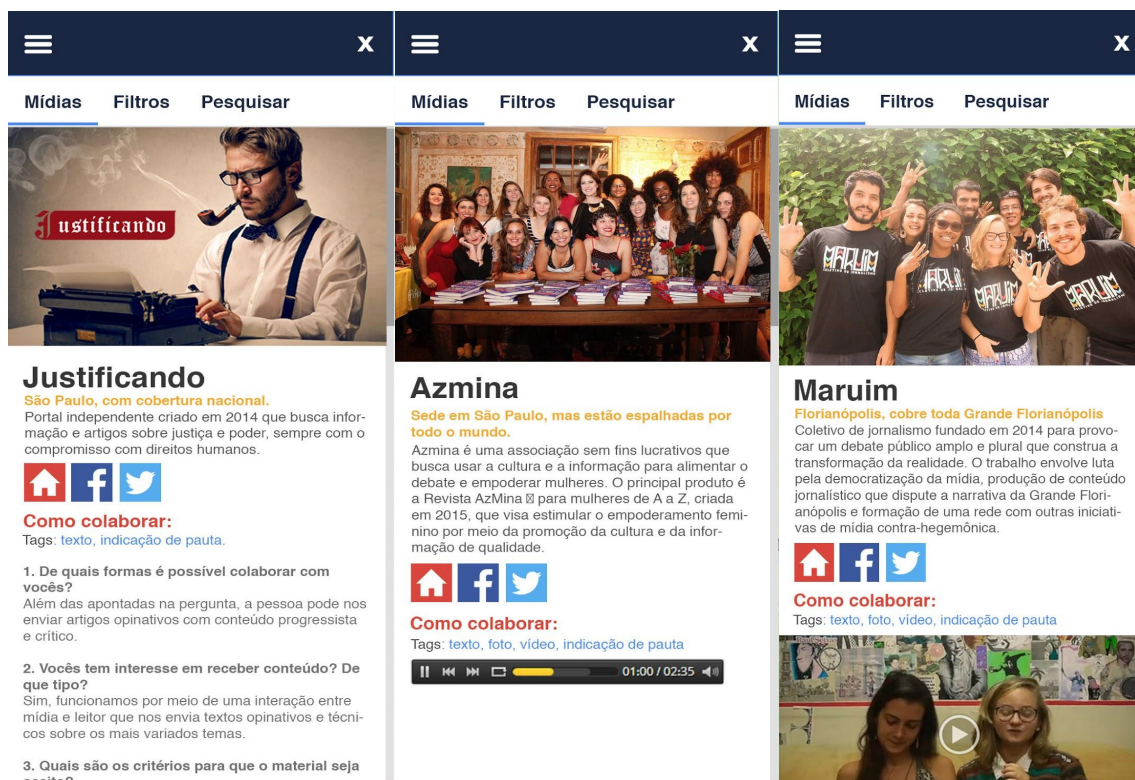 X
Mídias Filtros Pesquisar
Justificando
Justificando
São Paulo, com cobertura nacional.
Portal independente criado em 2014 que busca infor-
mação e artigos sobre justiça e poder, sempre com o
compromisso com direitos humanos.
Como colaborar:
Tags: texto, indicação de pauta.
1. De quais formas é possível colaborar com
vocês?
Além das apontadas na pergunta, a pessoa pode nos
enviar artigos opinativos com conteúdo progressista
e crítico.
2. Vocês tem interesse em receber conteúdo? De
que tipo?
Sim, funcionamos por meio de uma interação entre
mídia e leitor que nos envia textos opinativos e técni-
cos sobre os mais variados temas.
3. Quais são os critérios para que o material seja
aceito?
X
Mídias Filtros Pesquisar
Azmina
Sede em São Paulo, mas estão espalhadas por
todo o mundo.
Azmina é uma associação sem fins lucrativos que
busca usar a cultura e a informação para alimentar o
debate e empoderar mulheres. O principal produto é
a Revista AzMina para mulheres de A a Z, criada
em 2015, que visa estimular o empoderamento femi-
nino por meio da promoção da cultura e da infor-
mação de qualidade.
Como colaborar:
Tags: texto, foto, vídeo, indicação de pauta
01:00 / 02:35
X
Mídias Filtros Pesquisar
MARUIM
COLETIVO DE JORNALISMO
MARUIM
MARUIM
MARUIM
Maruim
Florianópolis, cobre toda Grande Florianópolis
Coletivo de jornalismo fundado em 2014 para provo-
car um debate público amplo e plural que construa a
transformação da realidade. O trabalho envolve luta
pela democratização da mídia, produção de conteúdo
jornalístico que dispute a narrativa da Grande Flori-
anópolis e formação de uma rede com outras iniciati-
vas de mídia contra-hegemônica.
Como colaborar:
Tags: texto, foto, vídeo, indicação de pauta